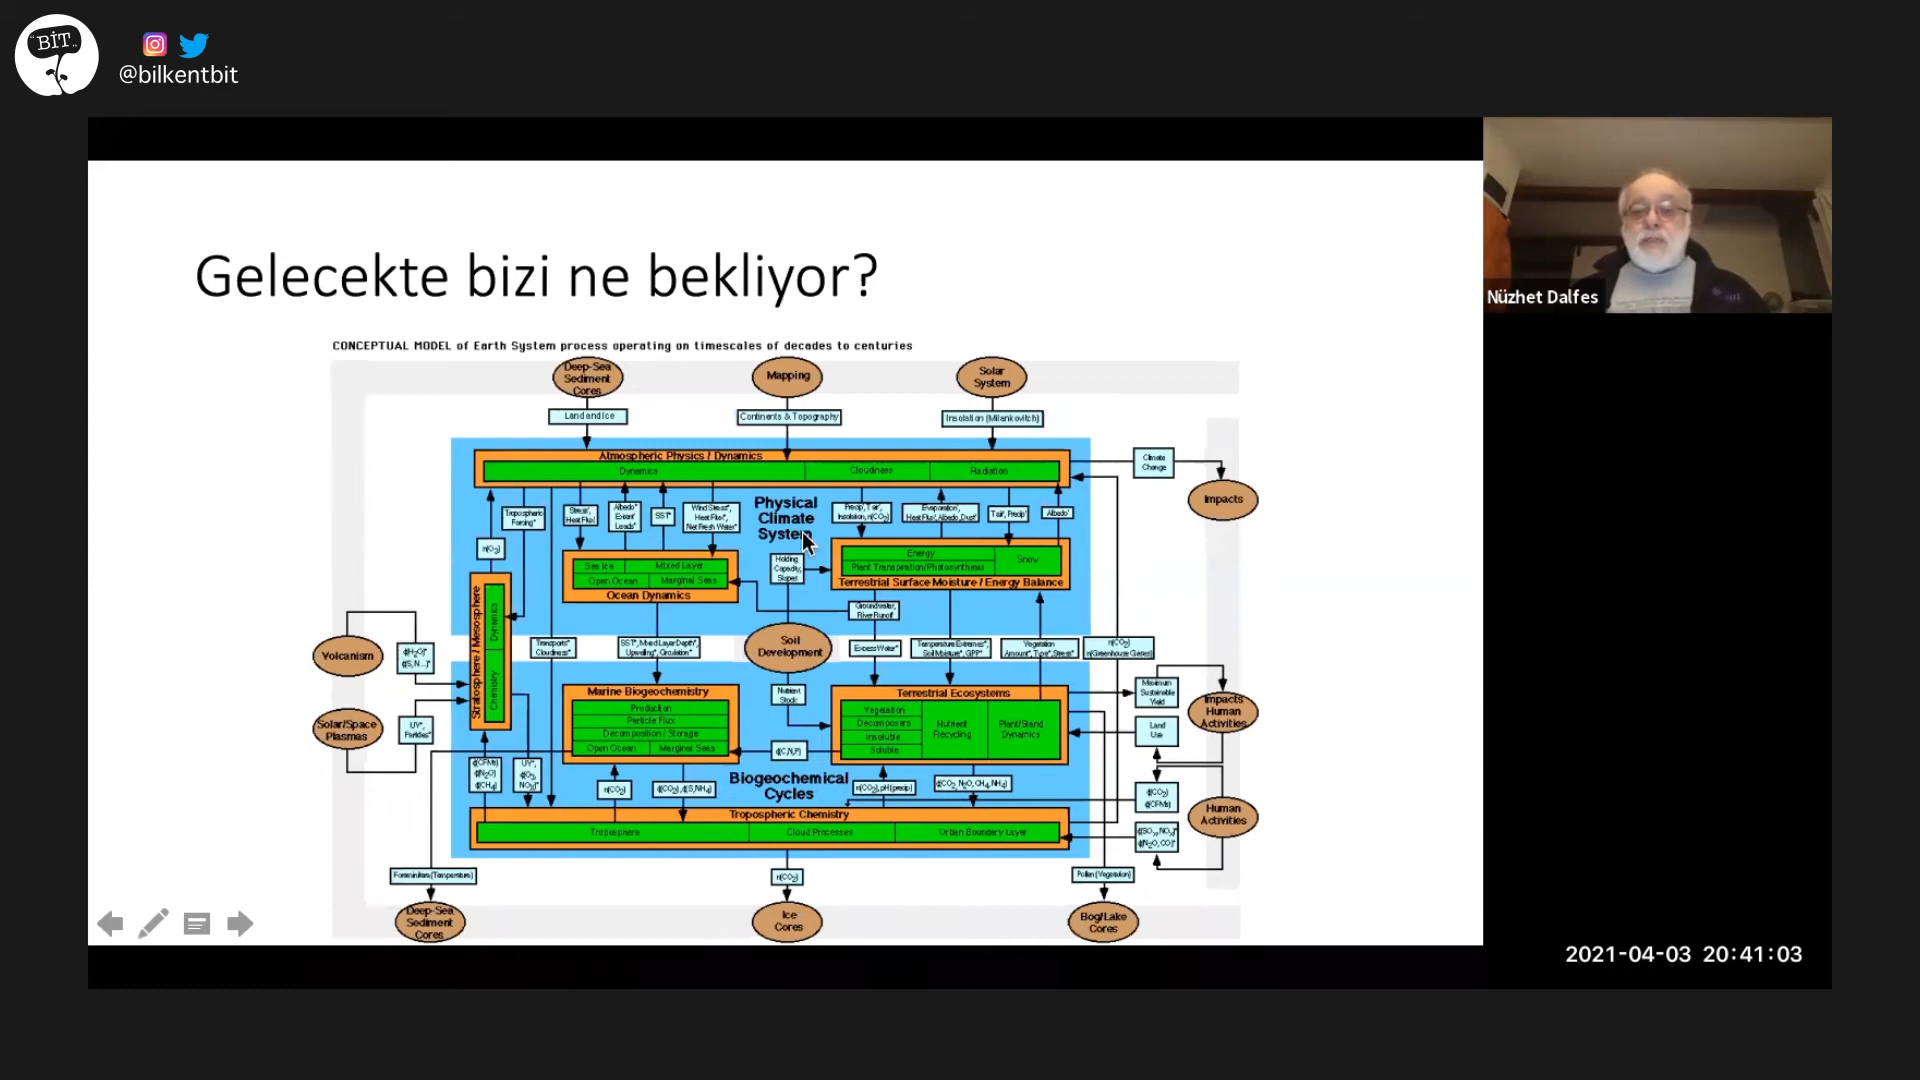 BİT
@bilkentbit
Gelecekte bizi ne bekliyor?
CONCEPTUAL MODEL of Earth System process operating on timescales of decades to centuries
Deep-Sea
Sediment
Cores
Mapping
Solar
System
Land and Ice
Continents & Topography
Insolation (Milankovitch)
Atmospheric Physics / Dynamics
Dynamics
Cloudiness
Radiation
Climate
Change
Impacts
Physical
Climate
System
Tropospheric
Forcing*
Stress*,
Heat Flux*
Albedo*
Extent*
Leads*
SST*
Wind Stress*,
Heat Flux*,
Net Fresh Water*
Precip*, Tair*,
Insolation, n(CO2)
Evaporation*,
Heat Flux*, Albedo, Dust*
Tair*, Precip*
Albedo*
n(O3)
Sea Ice
Mixed Layer
Open Ocean
Marginal Seas
Ocean Dynamics
Holding
Capacity,
Slopes
Energy
Snow
Plant Transpiration/Photosynthesis
Terrestrial Surface Moisture / Energy Balance
Groundwater,
River Runoff
Stratosphere / Mesosphere
Dynamics
Chemistry
Volcanism
Solar/Space
Plasmas
UV*,
Particles*
Transports*
Cloudiness*
SST*, Mixed Layer Depth*,
Upwelling*, Circulation*
Soil
Development
Excess Water*
Temperature Extremes*,
Soil Moisture*, GPP*
Vegetation
Amount*, Type*, Stress*
n(CO2)
n(Greenhouse Gases)
Nutrient
Stock
Marine Biogeochemistry
Production
Particle Flux
Decomposition / Storage
Open Ocean
Marginal Seas
Terrestrial Ecosystems
Vegetation
Decomposers
Insoluble
Soluble
Nutrient
Recycling
Plant/Stand
Dynamics
Maximum
Sustainable
Yield
Land
Use
Impacts
Human
Activities
Biogeochemical
Cycles
n(CO2)
n(CO2), pH (precip)
Tropospheric Chemistry
Troposphere
Cloud Processes
Urban Boundary Layer
Human
Activities
Foraminifera (Temperature)
n(CO2)
Pollen (Vegetation)
Deep-Sea
Sediment
Cores
Ice
Cores
Bog/Lake
Cores
Nüzhet Dalfes
2021-04-03 20:41:03